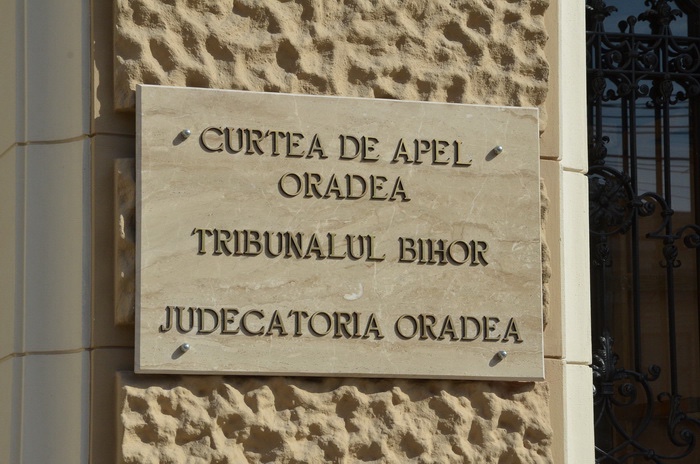 CURTEA DE APEL
ORADEA
TRIBUNALUL BIHOR
JUDECATORIA ORADEA